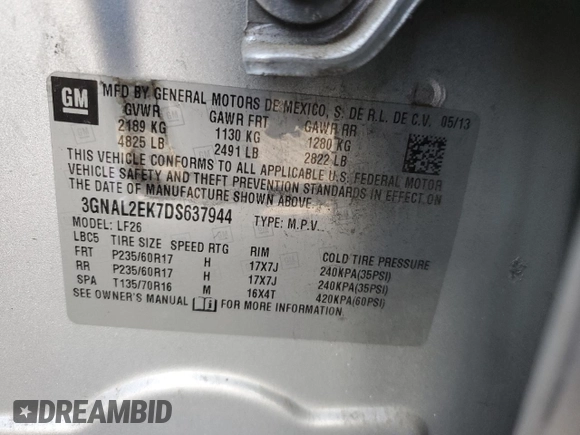 GM
MFD BY GENERAL MOTORS DE MEXICO, S. DE R.L. DE C.V. 05/13
GVWR GAWR FRT GAWR RR
2189 KG 1130 KG 1280 KG
4825 LB 2491 LB 2822 LB
THIS VEHICLE CONFORMS TO ALL APPLICABLE U.S. FEDERAL MOTOR
VEHICLE SAFETY AND THEFT PREVENTION STANDARDS IN EFFECT ON
THE DATE OF MANUFACTURE SHOWN ABOVE.
3GNAL2EK7DS637944 TYPE: M.P.V.
MODEL: LF26
LBC5 TIRE SIZE SPEED RTG RIM COLD TIRE PRESSURE
FRT P235/60R17 H 17X7J 240KPA(35PSI)
RR P235/60R17 H 17X7J 240KPA(35PSI)
SPA T135/70R16 M 16X4T 420KPA(60PSI)
SEE OWNER'S MANUAL FOR MORE INFORMATION.
DREAMBID